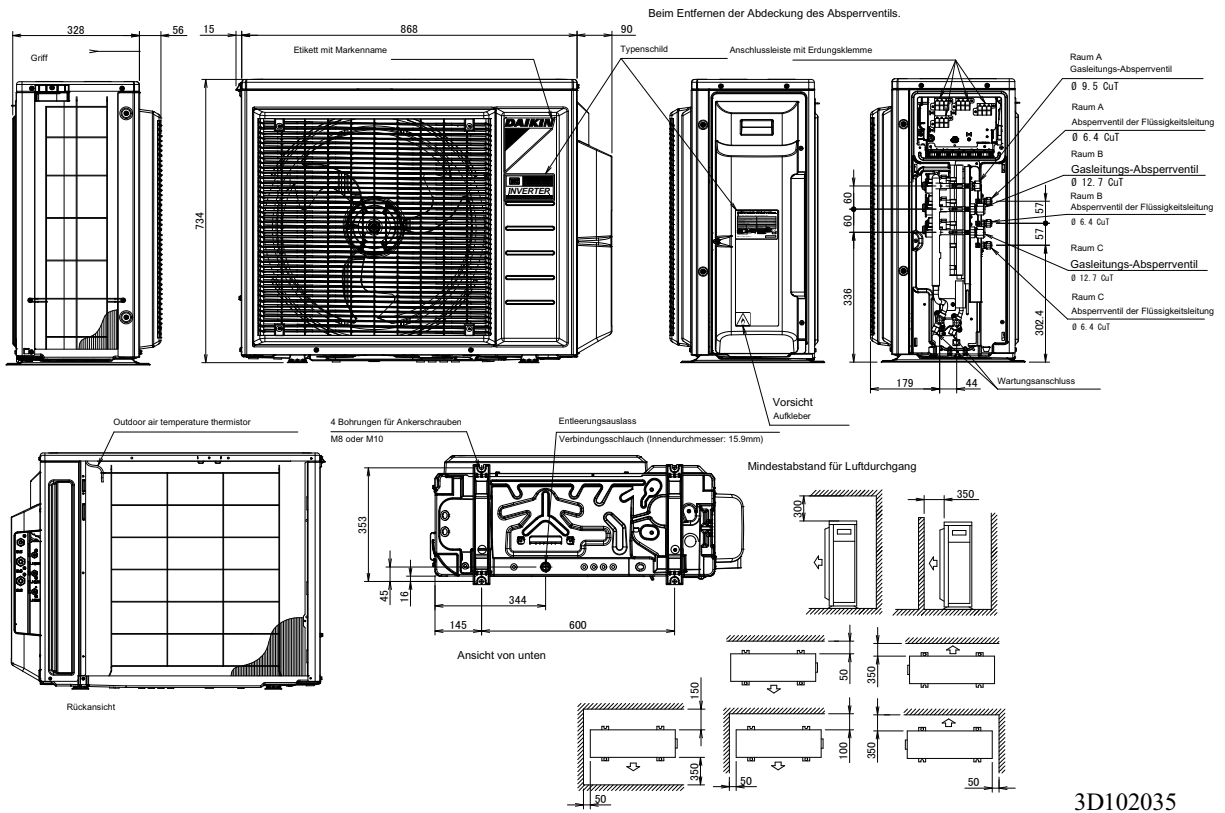 Beim Entfernen der Abdeckung des Absperrventils.
328
56
15
868
90
Griff
Etikett mit Markenname
Typenschild
Anschlussleiste mit Erdungsklemme
DAIKIN
INVERTER
734
Raum A
Gasleitungs-Absperrventil
Ø 9.5 CuT
Raum A
Absperrventil der Flüssigkeitsleitung
Ø 6.4 CuT
Raum B
Gasleitungs-Absperrventil
Ø 12.7 CuT
Raum B
Absperrventil der Flüssigkeitsleitung
Ø 6.4 CuT
Raum C
Gasleitungs-Absperrventil
Ø 12.7 CuT
Raum C
Absperrventil der Flüssigkeitsleitung
Ø 6.4 CuT
60
60
336
57
57
302.4
179
44
Wartungsanschluss
Vorsicht
Aufkleber
Outdoor air temperature thermistor
4 Bohrungen für Ankerschrauben
M8 oder M10
Entleerungsauslass
Verbindungsschlauch (Innendurchmesser: 15.9mm)
353
45
16
344
145
600
Ansicht von unten
Rückansicht
Mindestabstand für Luftdurchgang
300
350
50
350
150
350
50
100
50
350
50
3D102035